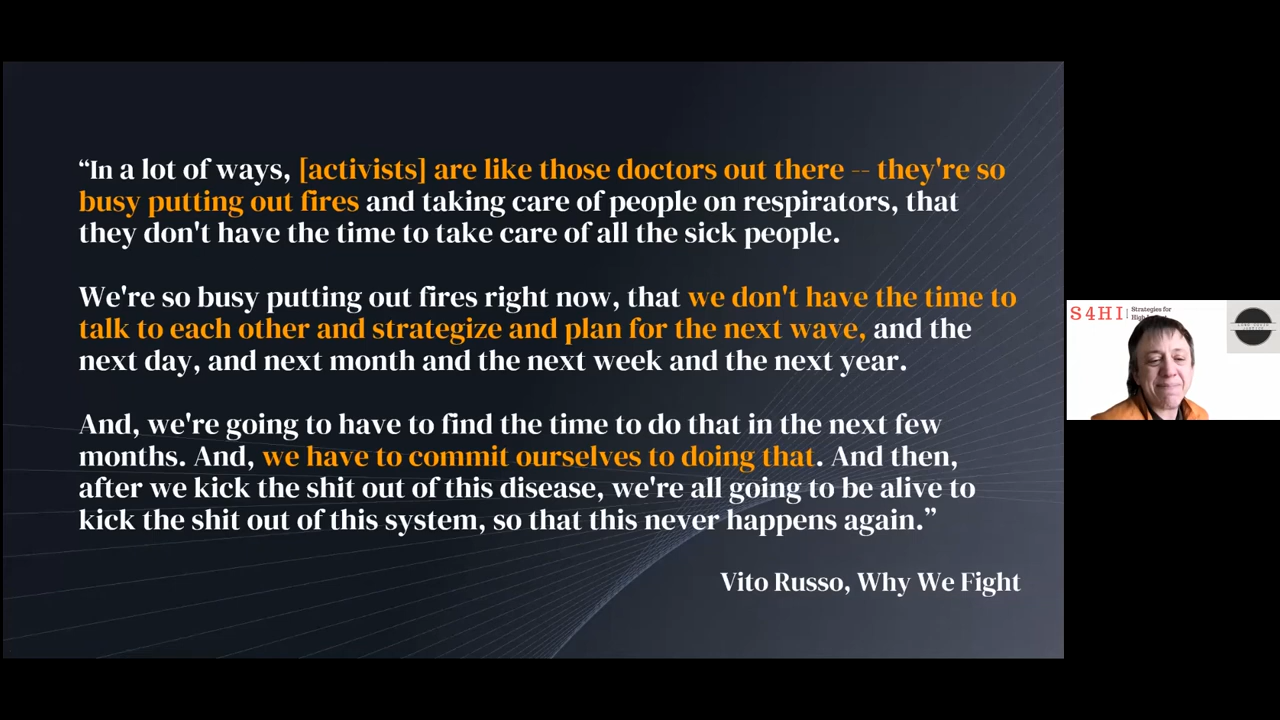 “In a lot of ways, [activists] are like those doctors out there -- they're so
busy putting out fires and taking care of people on respirators, that
they don't have the time to take care of all the sick people.
We're so busy putting out fires right now, that we don't have the time to
talk to each other and strategize and plan for the next wave, and the
next day, and next month and the next week and the next year.
And, we're going to have to find the time to do that in the next few
months. And, we have to commit ourselves to doing that. And then,
after we kick the shit out of this disease, we're all going to be alive to
kick the shit out of this system, so that this never happens again.”
Vito Russo, Why We Fight
S4HI
Strategies for